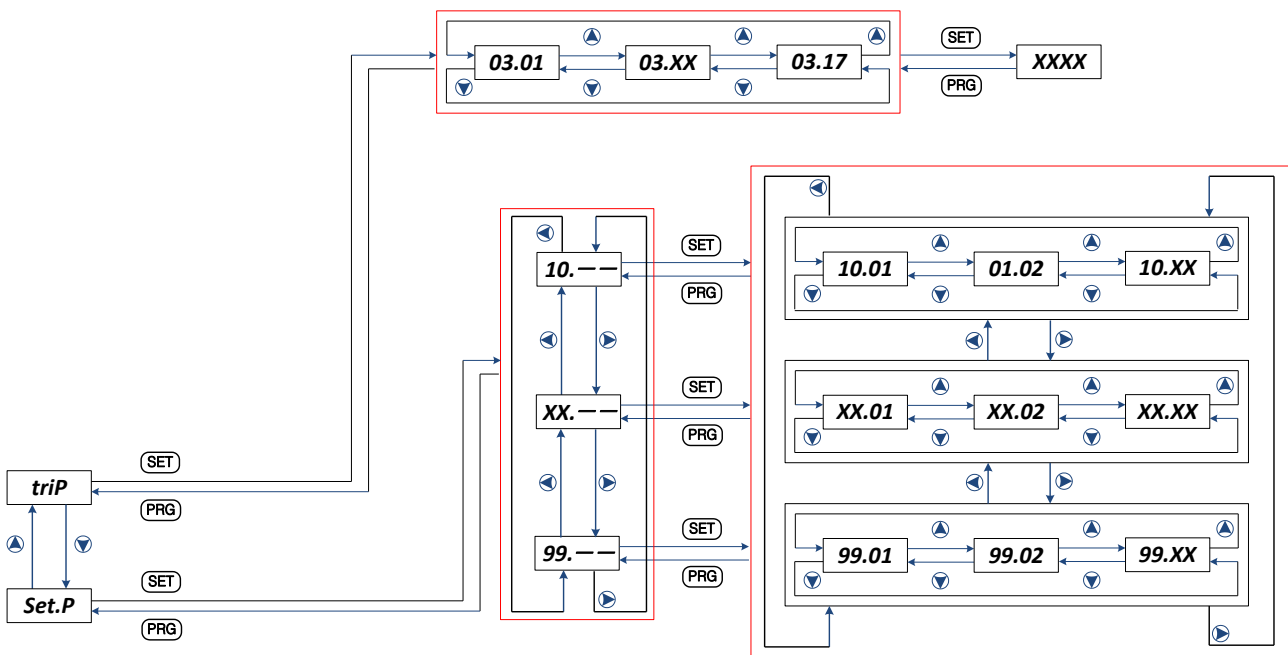 03.01 03.XX 03.17 SET XXXX
PRG
10.−− SET 10.01 01.02 10.XX
PRG
XX.−− SET XX.01 XX.02 XX.XX
PRG
triP SET
PRG
99.−− SET 99.01 99.02 99.XX
PRG
Set.P SET
PRG